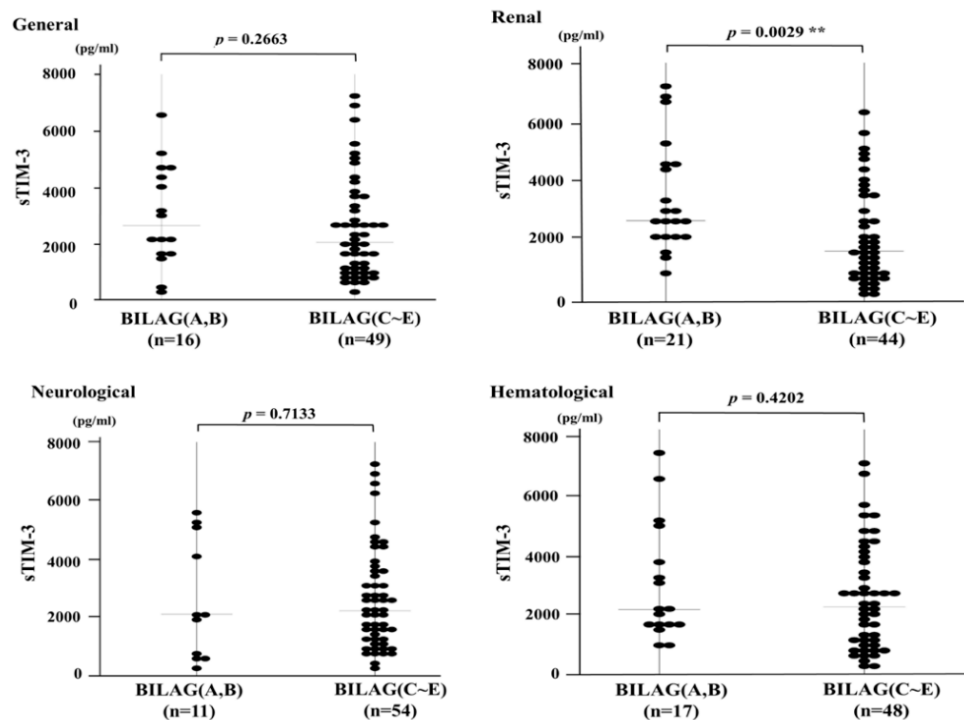 General
(pg/ml)
p = 0.2663
8000
6000
4000
2000
0
sTIM-3
BILAG(A,B)
(n=16)
BILAG(C~E)
(n=49)
Renal
(pg/ml)
p = 0.0029 **
8000
6000
4000
2000
0
sTIM-3
BILAG(A,B)
(n=21)
BILAG(C~E)
(n=44)
Neurological
(pg/ml)
p = 0.7133
8000
6000
4000
2000
0
sTIM-3
BILAG(A,B)
(n=11)
BILAG(C~E)
(n=54)
Hematological
(pg/ml)
p = 0.4202
8000
6000
4000
2000
0
sTIM-3
BILAG(A,B)
(n=17)
BILAG(C~E)
(n=48)